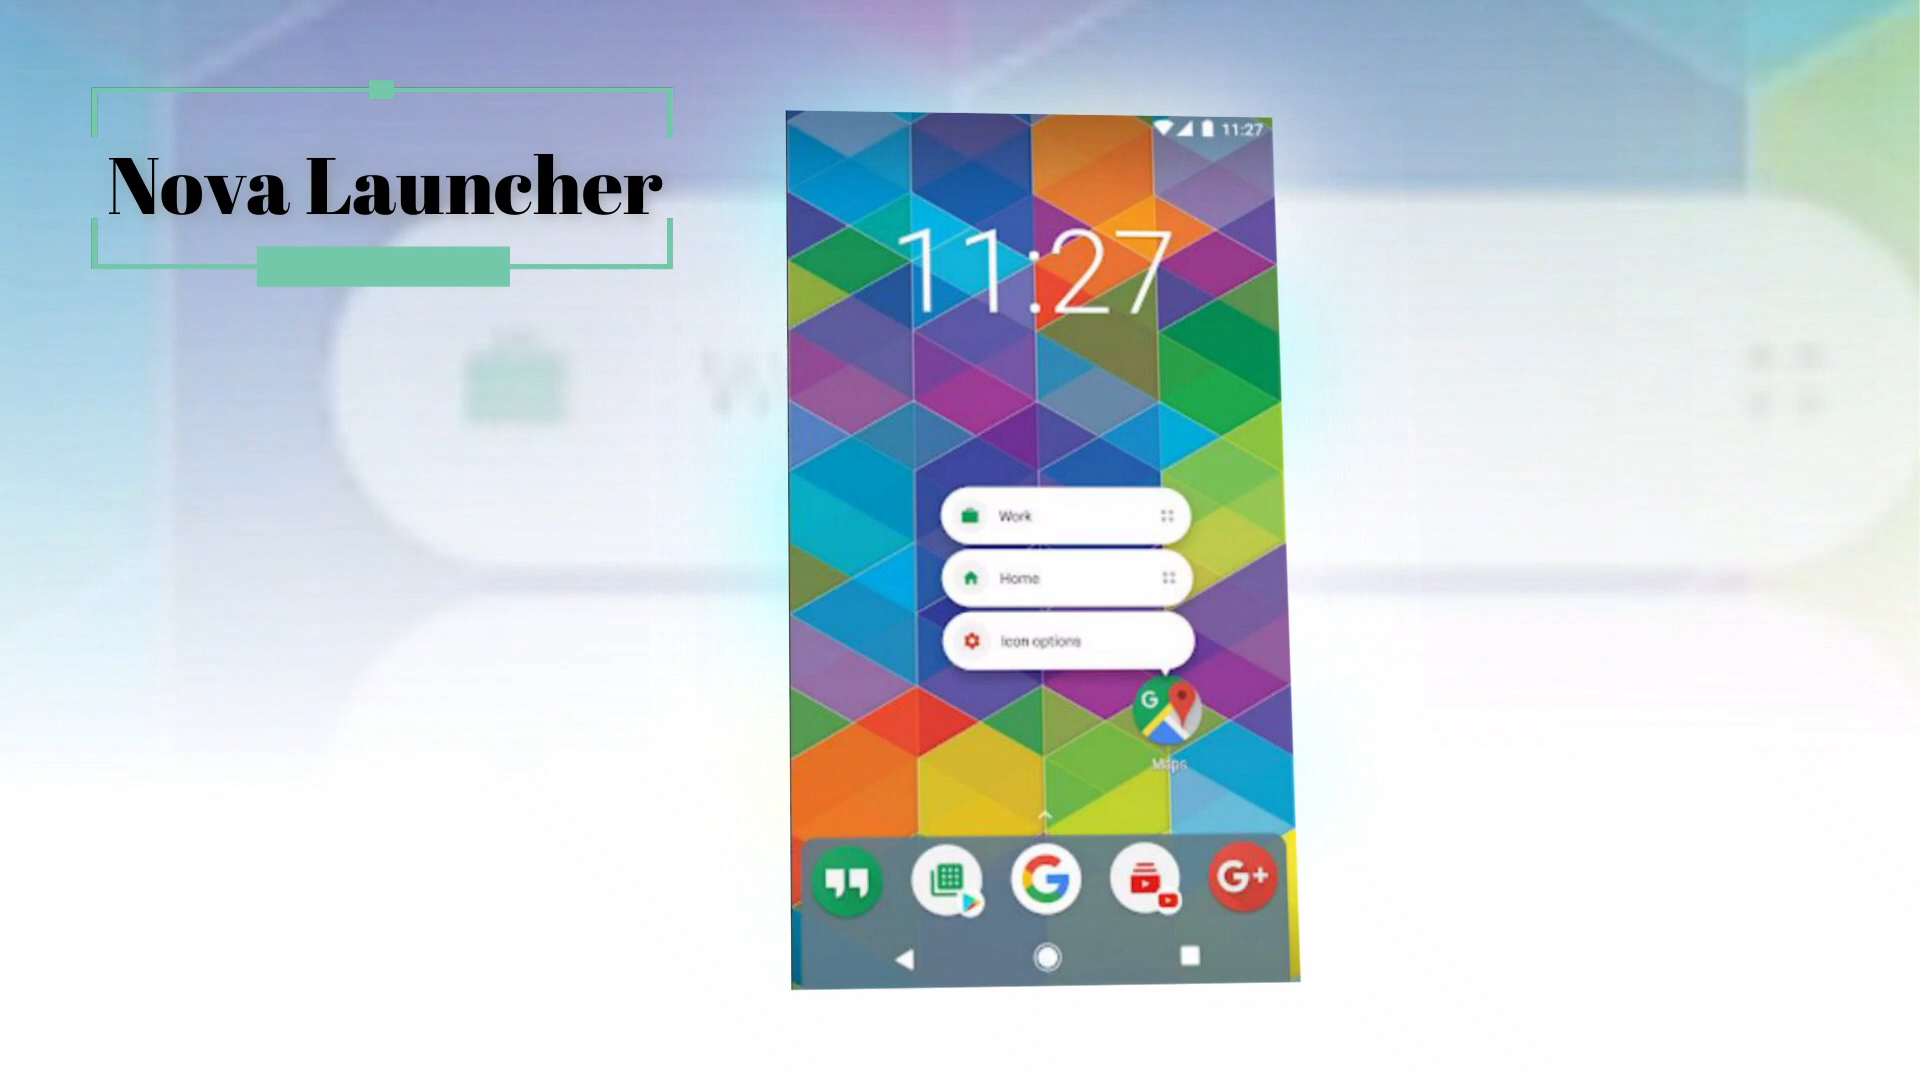 Nova Launcher
11:27
11:27
Work
Home
Icon options
G
Maps
G
G+